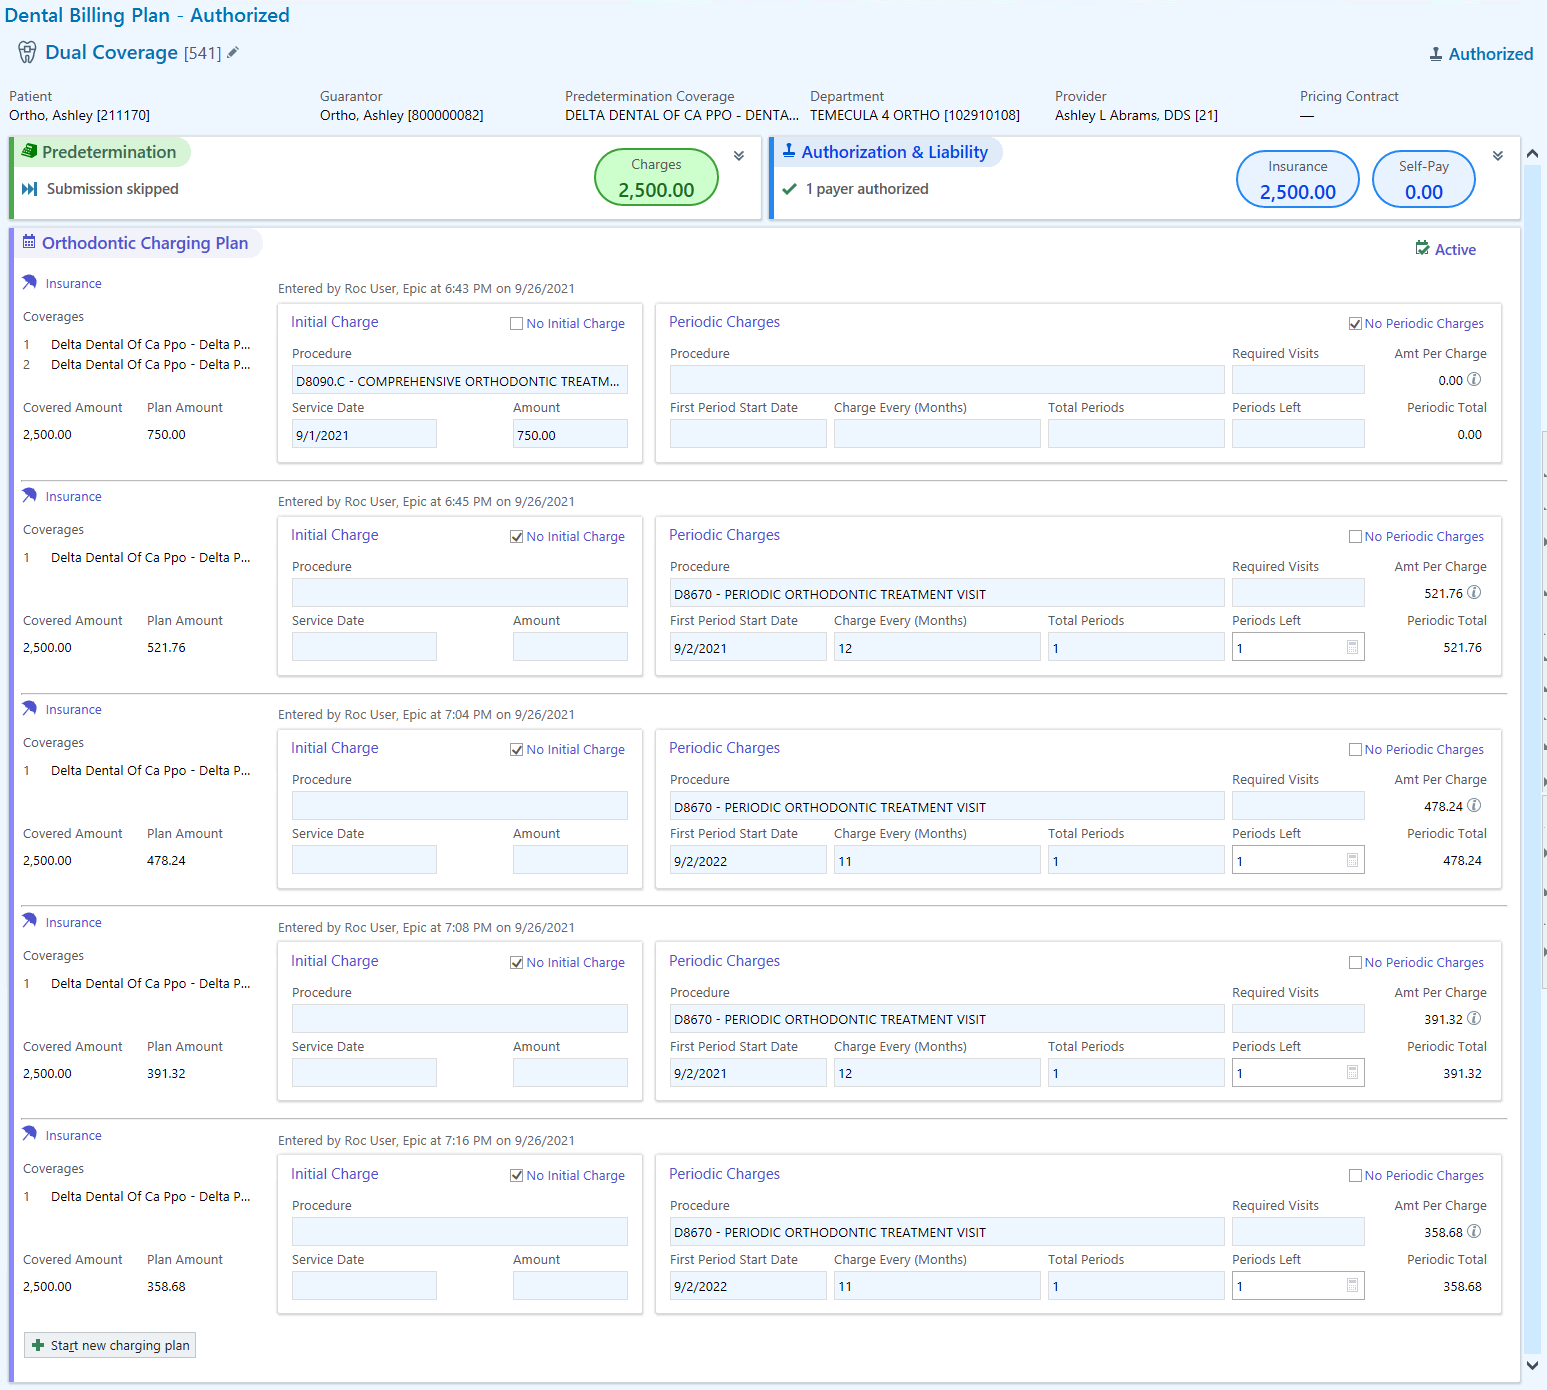 Dental Billing Plan - Authorized
Dual Coverage [541]
Authorized
Patient Guarantor Predetermination Coverage Department Provider Pricing Contract
Ortho, Ashley [211170] Ortho, Ashley [800000082] DELTA DENTAL OF CA PPO - DENTA... TEMECULA 4 ORTHO [102910108] Ashley L Abrams, DDS [21] —
Predetermination
Submission skipped
Charges
2,500.00
Authorization & Liability
1 payer authorized
Insurance
2,500.00
Self-Pay
0.00
Orthodontic Charging Plan
Active
Insurance
Entered by Roc User, Epic at 6:43 PM on 9/26/2021
Coverages
1 Delta Dental Of Ca Ppo - Delta P...
2 Delta Dental Of Ca Ppo - Delta P...
Covered Amount Plan Amount
2,500.00 750.00
Initial Charge No Initial Charge
Procedure
D8090.C - COMPREHENSIVE ORTHODONTIC TREATM...
Service Date Amount
9/1/2021 750.00
Periodic Charges No Periodic Charges
Procedure Required Visits Amt Per Charge
0.00
First Period Start Date Charge Every (Months) Total Periods Periods Left Periodic Total
0.00
Insurance
Entered by Roc User, Epic at 6:45 PM on 9/26/2021
Coverages
1 Delta Dental Of Ca Ppo - Delta P...
Covered Amount Plan Amount
2,500.00 521.76
Initial Charge No Initial Charge
Procedure
Service Date Amount
Periodic Charges No Periodic Charges
Procedure Required Visits Amt Per Charge
D8670 - PERIODIC ORTHODONTIC TREATMENT VISIT 521.76
First Period Start Date Charge Every (Months) Total Periods Periods Left Periodic Total
9/2/2021 12 1 1 521.76
Insurance
Entered by Roc User, Epic at 7:04 PM on 9/26/2021
Coverages
1 Delta Dental Of Ca Ppo - Delta P...
Covered Amount Plan Amount
2,500.00 478.24
Initial Charge No Initial Charge
Procedure
Service Date Amount
Periodic Charges No Periodic Charges
Procedure Required Visits Amt Per Charge
D8670 - PERIODIC ORTHODONTIC TREATMENT VISIT 478.24
First Period Start Date Charge Every (Months) Total Periods Periods Left Periodic Total
9/2/2022 11 1 1 478.24
Insurance
Entered by Roc User, Epic at 7:08 PM on 9/26/2021
Coverages
1 Delta Dental Of Ca Ppo - Delta P...
Covered Amount Plan Amount
2,500.00 391.32
Initial Charge No Initial Charge
Procedure
Service Date Amount
Periodic Charges No Periodic Charges
Procedure Required Visits Amt Per Charge
D8670 - PERIODIC ORTHODONTIC TREATMENT VISIT 391.32
First Period Start Date Charge Every (Months) Total Periods Periods Left Periodic Total
9/2/2021 12 1 1 391.32
Insurance
Entered by Roc User, Epic at 7:16 PM on 9/26/2021
Coverages
1 Delta Dental Of Ca Ppo - Delta P...
Covered Amount Plan Amount
2,500.00 358.68
Initial Charge No Initial Charge
Procedure
Service Date Amount
Periodic Charges No Periodic Charges
Procedure Required Visits Amt Per Charge
D8670 - PERIODIC ORTHODONTIC TREATMENT VISIT 358.68
First Period Start Date Charge Every (Months) Total Periods Periods Left Periodic Total
9/2/2022 11 1 1 358.68
Start new charging plan